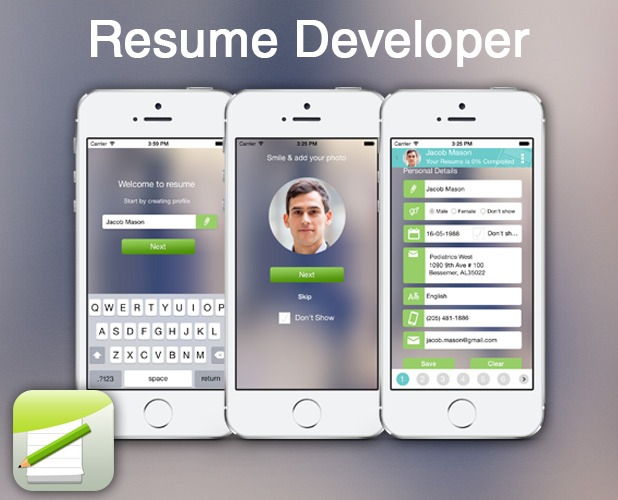 Resume Developer
Carrier 3:59 PM
Welcome to resume
Start by creating profile
Jacob Mason
Next
Q W E R T Y U I O P
A S D F G H J K L
Z X C V B N M
.?123 space return
Carrier 3:25 PM
Smile & add your photo
Next
Skip
Don't Show
Carrier 3:25 PM
Jacob Mason
Your Resume is 0% Completed
Personal Details
Jacob Mason
Male Female Don't show
16-05-1988 Don't sh...
Pediatrics West
1090 9th Ave # 100
Bessemer, AL35022
English
(205) 481-1886
jacob.mason@gmail.com
Save Clear
1 2 3 4 5 6